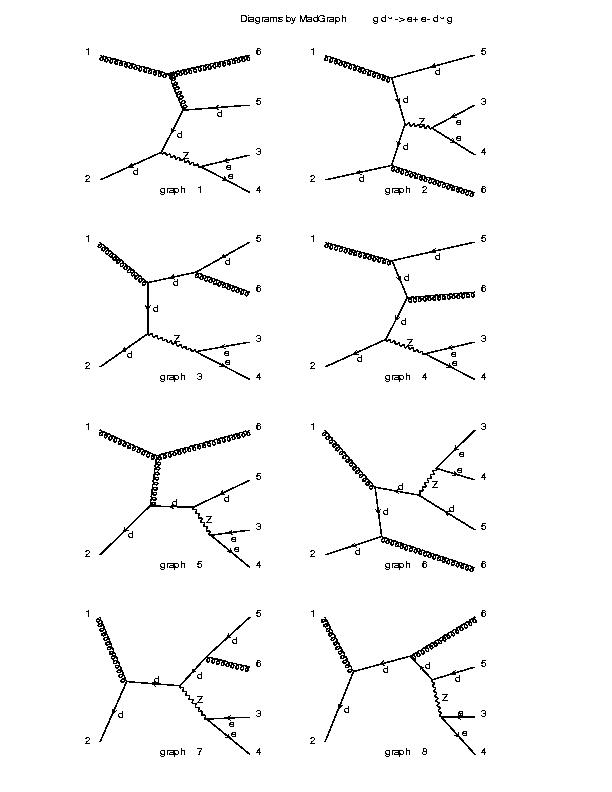 Diagrams by MadGraph g d~ -> e+ e- d~ g
1 6 1 5
5 d d
d d 3
Z e
Z 3 d e
d e e 4
2 4 2 d 6
graph 1 graph 2
1 5 1 5
d d d
d 6 d 6
d d
Z 3 Z 3
d e d e
2 e 4 2 e 4
graph 3 graph 4
1 6 1 3
e
5 e 4
d d Z
d Z d d
3 5
d e d
2 e 4 2 6
graph 5 graph 6
1 5 1 6
d
6 d 5
d d d d
Z Z
d 3 d e 3
e e
2 e 4 2 4
graph 7 graph 8